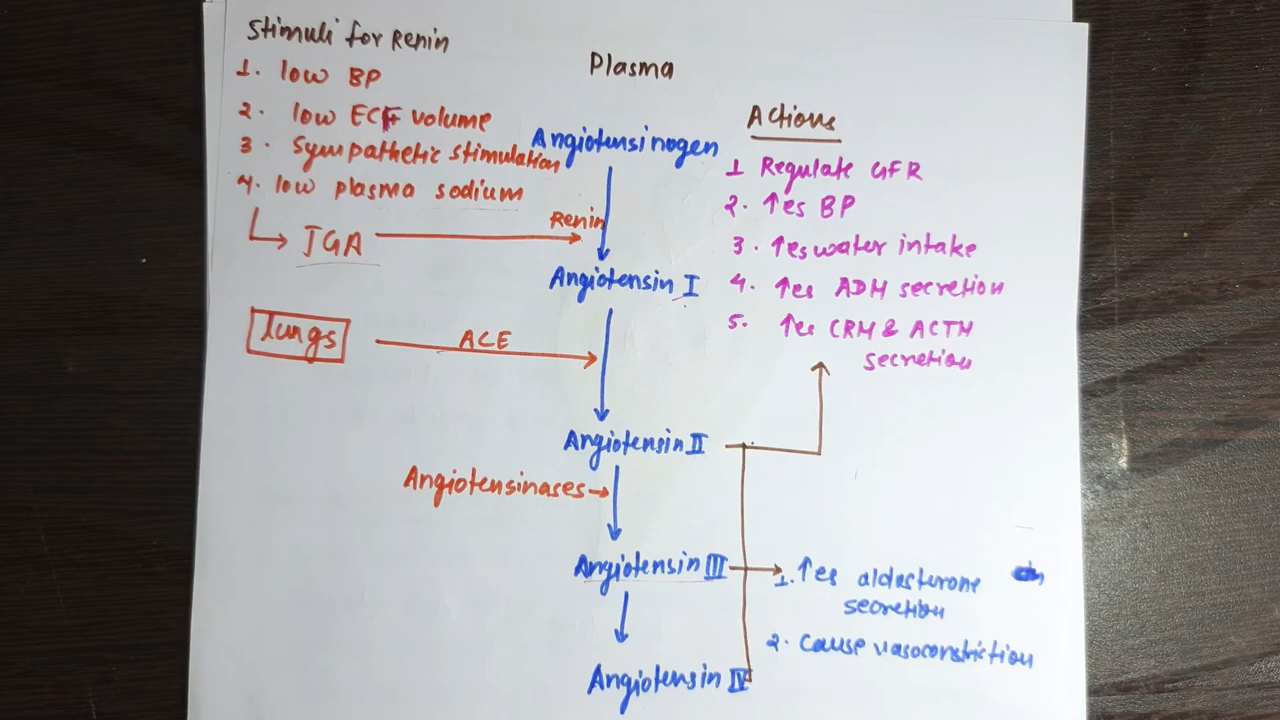 Stimuli for Renin
1. low BP
2. low ECF volume
3. Sympathetic stimulation
4. low plasma sodium
JGA
Plasma
Angiotensinogen
Renin
Angiotensin I
Lungs
ACE
Angiotensin II
Angiotensinases
Angiotensin III
Angiotensin IV
Actions
1 Regulate GFR
2. ↑es BP
3. ↑es water intake
4. ↑es ADH secretion
5. ↑es CRH & ACTH
secretion
1. ↑es aldosterone
secretion
2. Cause vasoconstriction